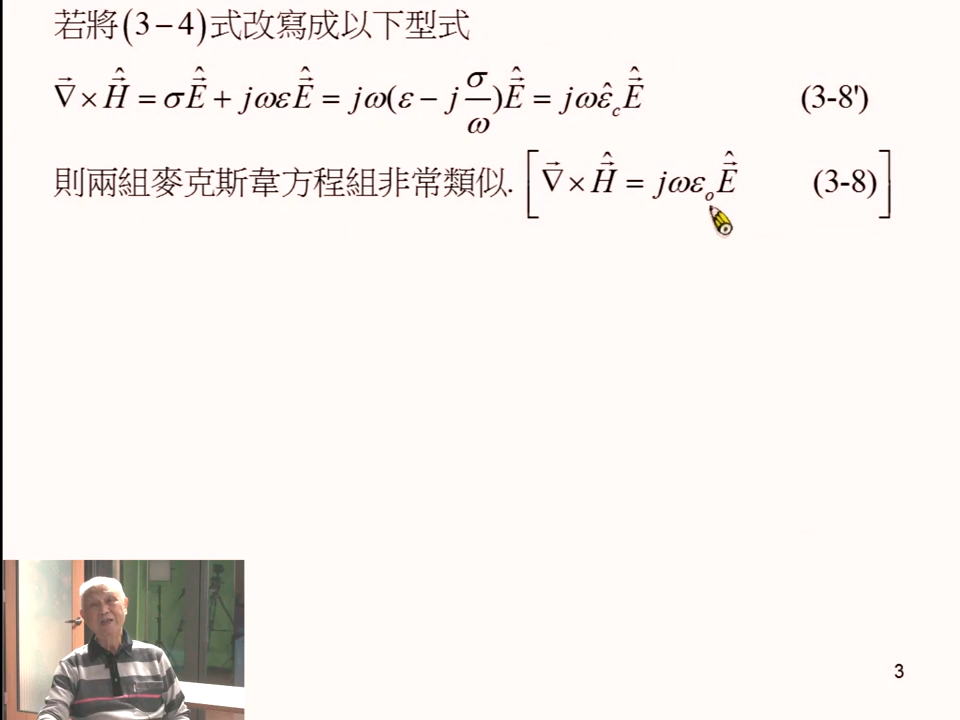 若將(3－4)式改寫成以下型式
∇⃗ × Ĥ⃗ = σÊ⃗ + jωεÊ⃗ = jω(ε − j σ/ω)Ê⃗ = jωε̂_c Ê⃗ (3-8')
則兩組麥克斯韋方程組非常類似. [∇⃗ × Ĥ⃗ = jωε_o Ê⃗ (3-8)]
3